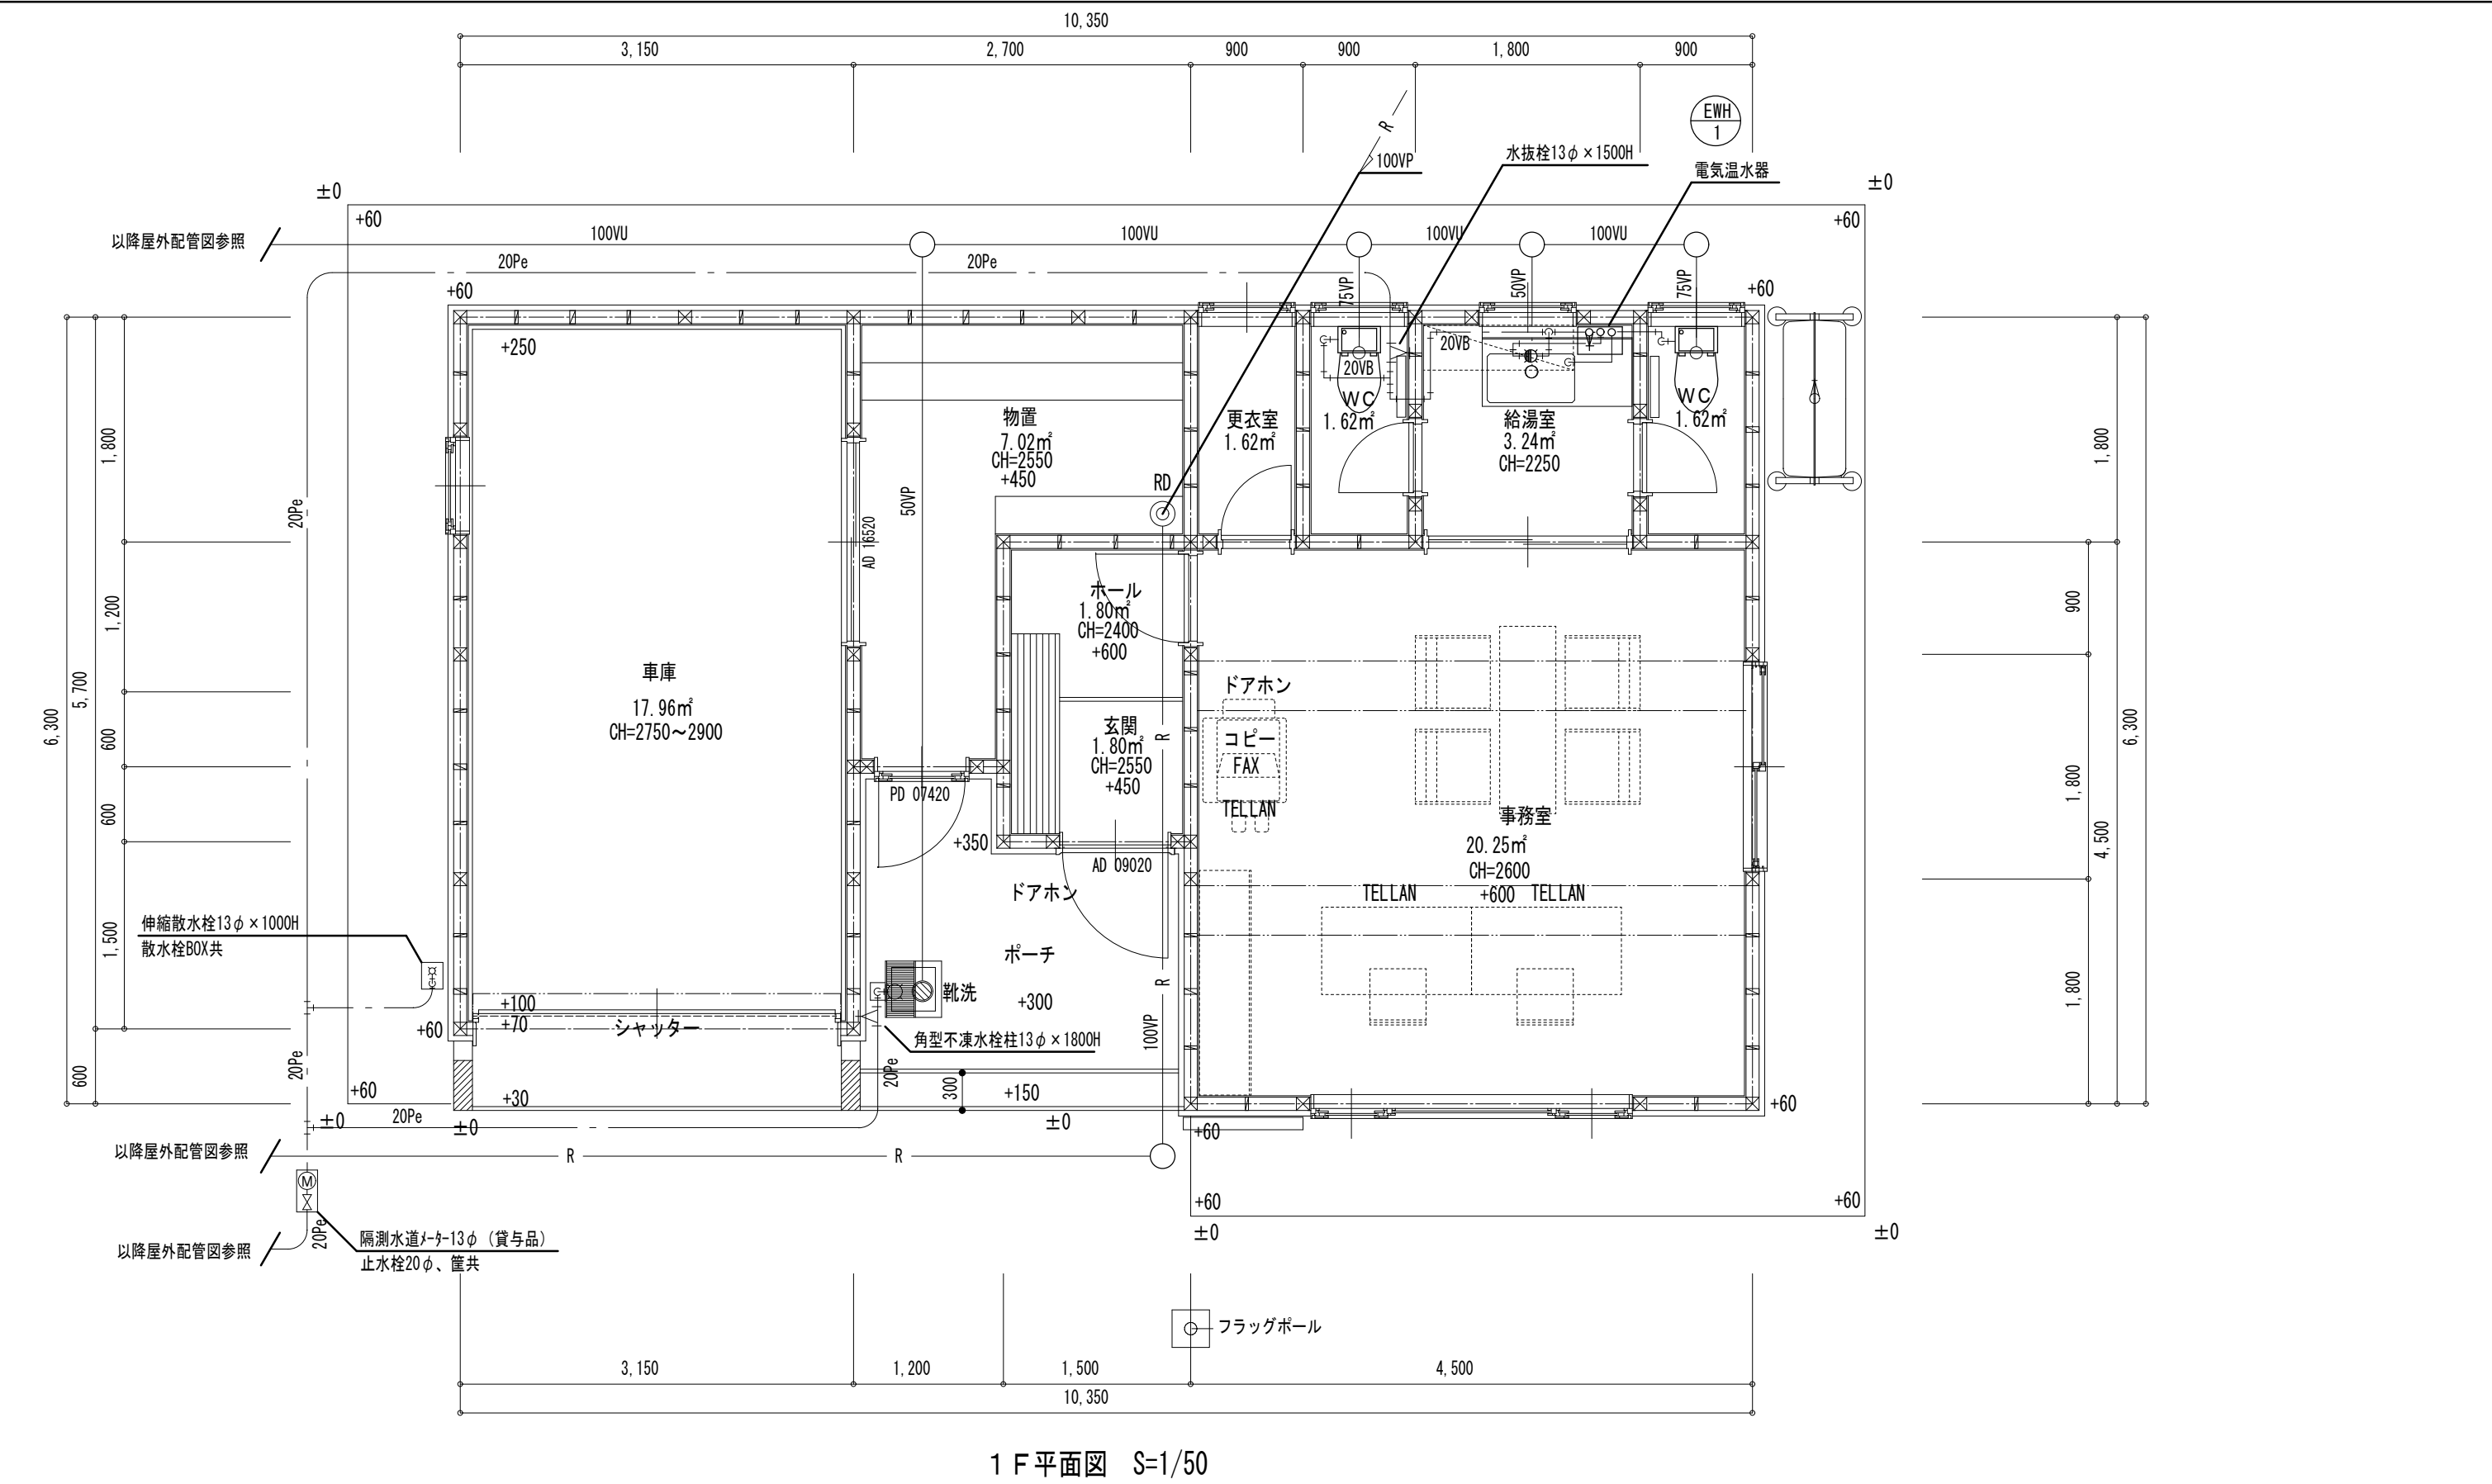 10,350
3,150
2,700
900
900
1,800
900
EWH
1
R
100VP
水抜栓13φ×1500H
電気温水器
±0
±0
+60
+60
以降屋外配管図参照
100VU
100VU
100VU
100VU
20Pe
20Pe
75VP
50VP
75VP
+60
+60
+250
20VB
20VB
物置
7.02㎡
CH=2550
+450
更衣室
1.62㎡
WC
1.62㎡
給湯室
3.24㎡
CH=2250
WC
1.62㎡
RD
50VP
20Pe
AD 16520
1,800
1,200
5,700
6,300
600
600
1,500
600
1,800
900
6,300
1,800
4,500
1,800
ホール
1.80㎡
CH=2400
+600
車庫
17.96㎡
CH=2750～2900
ドアホン
コピー
FAX
TELLAN
玄関
1.80㎡
CH=2550
+450
R
PD 07420
+350
AD 09020
事務室
20.25㎡
CH=2600
+600
TELLAN
TELLAN
ドアホン
伸縮散水栓13φ×1000H
散水栓BOX共
ポーチ
靴洗
+300
R
+100
+70
シャッター
+60
角型不凍水栓柱13φ×1800H
100VP
20Pe
20Pe
300
+60
+30
+150
+60
20Pe
±0
±0
±0
+60
以降屋外配管図参照
R
R
M
+60
+60
±0
±0
20Pe
隔測水道ﾒｰﾀｰ13φ（貸与品）
止水栓20φ、筐共
以降屋外配管図参照
フラッグポール
3,150
1,200
1,500
4,500
10,350
1F平面図 S=1/50